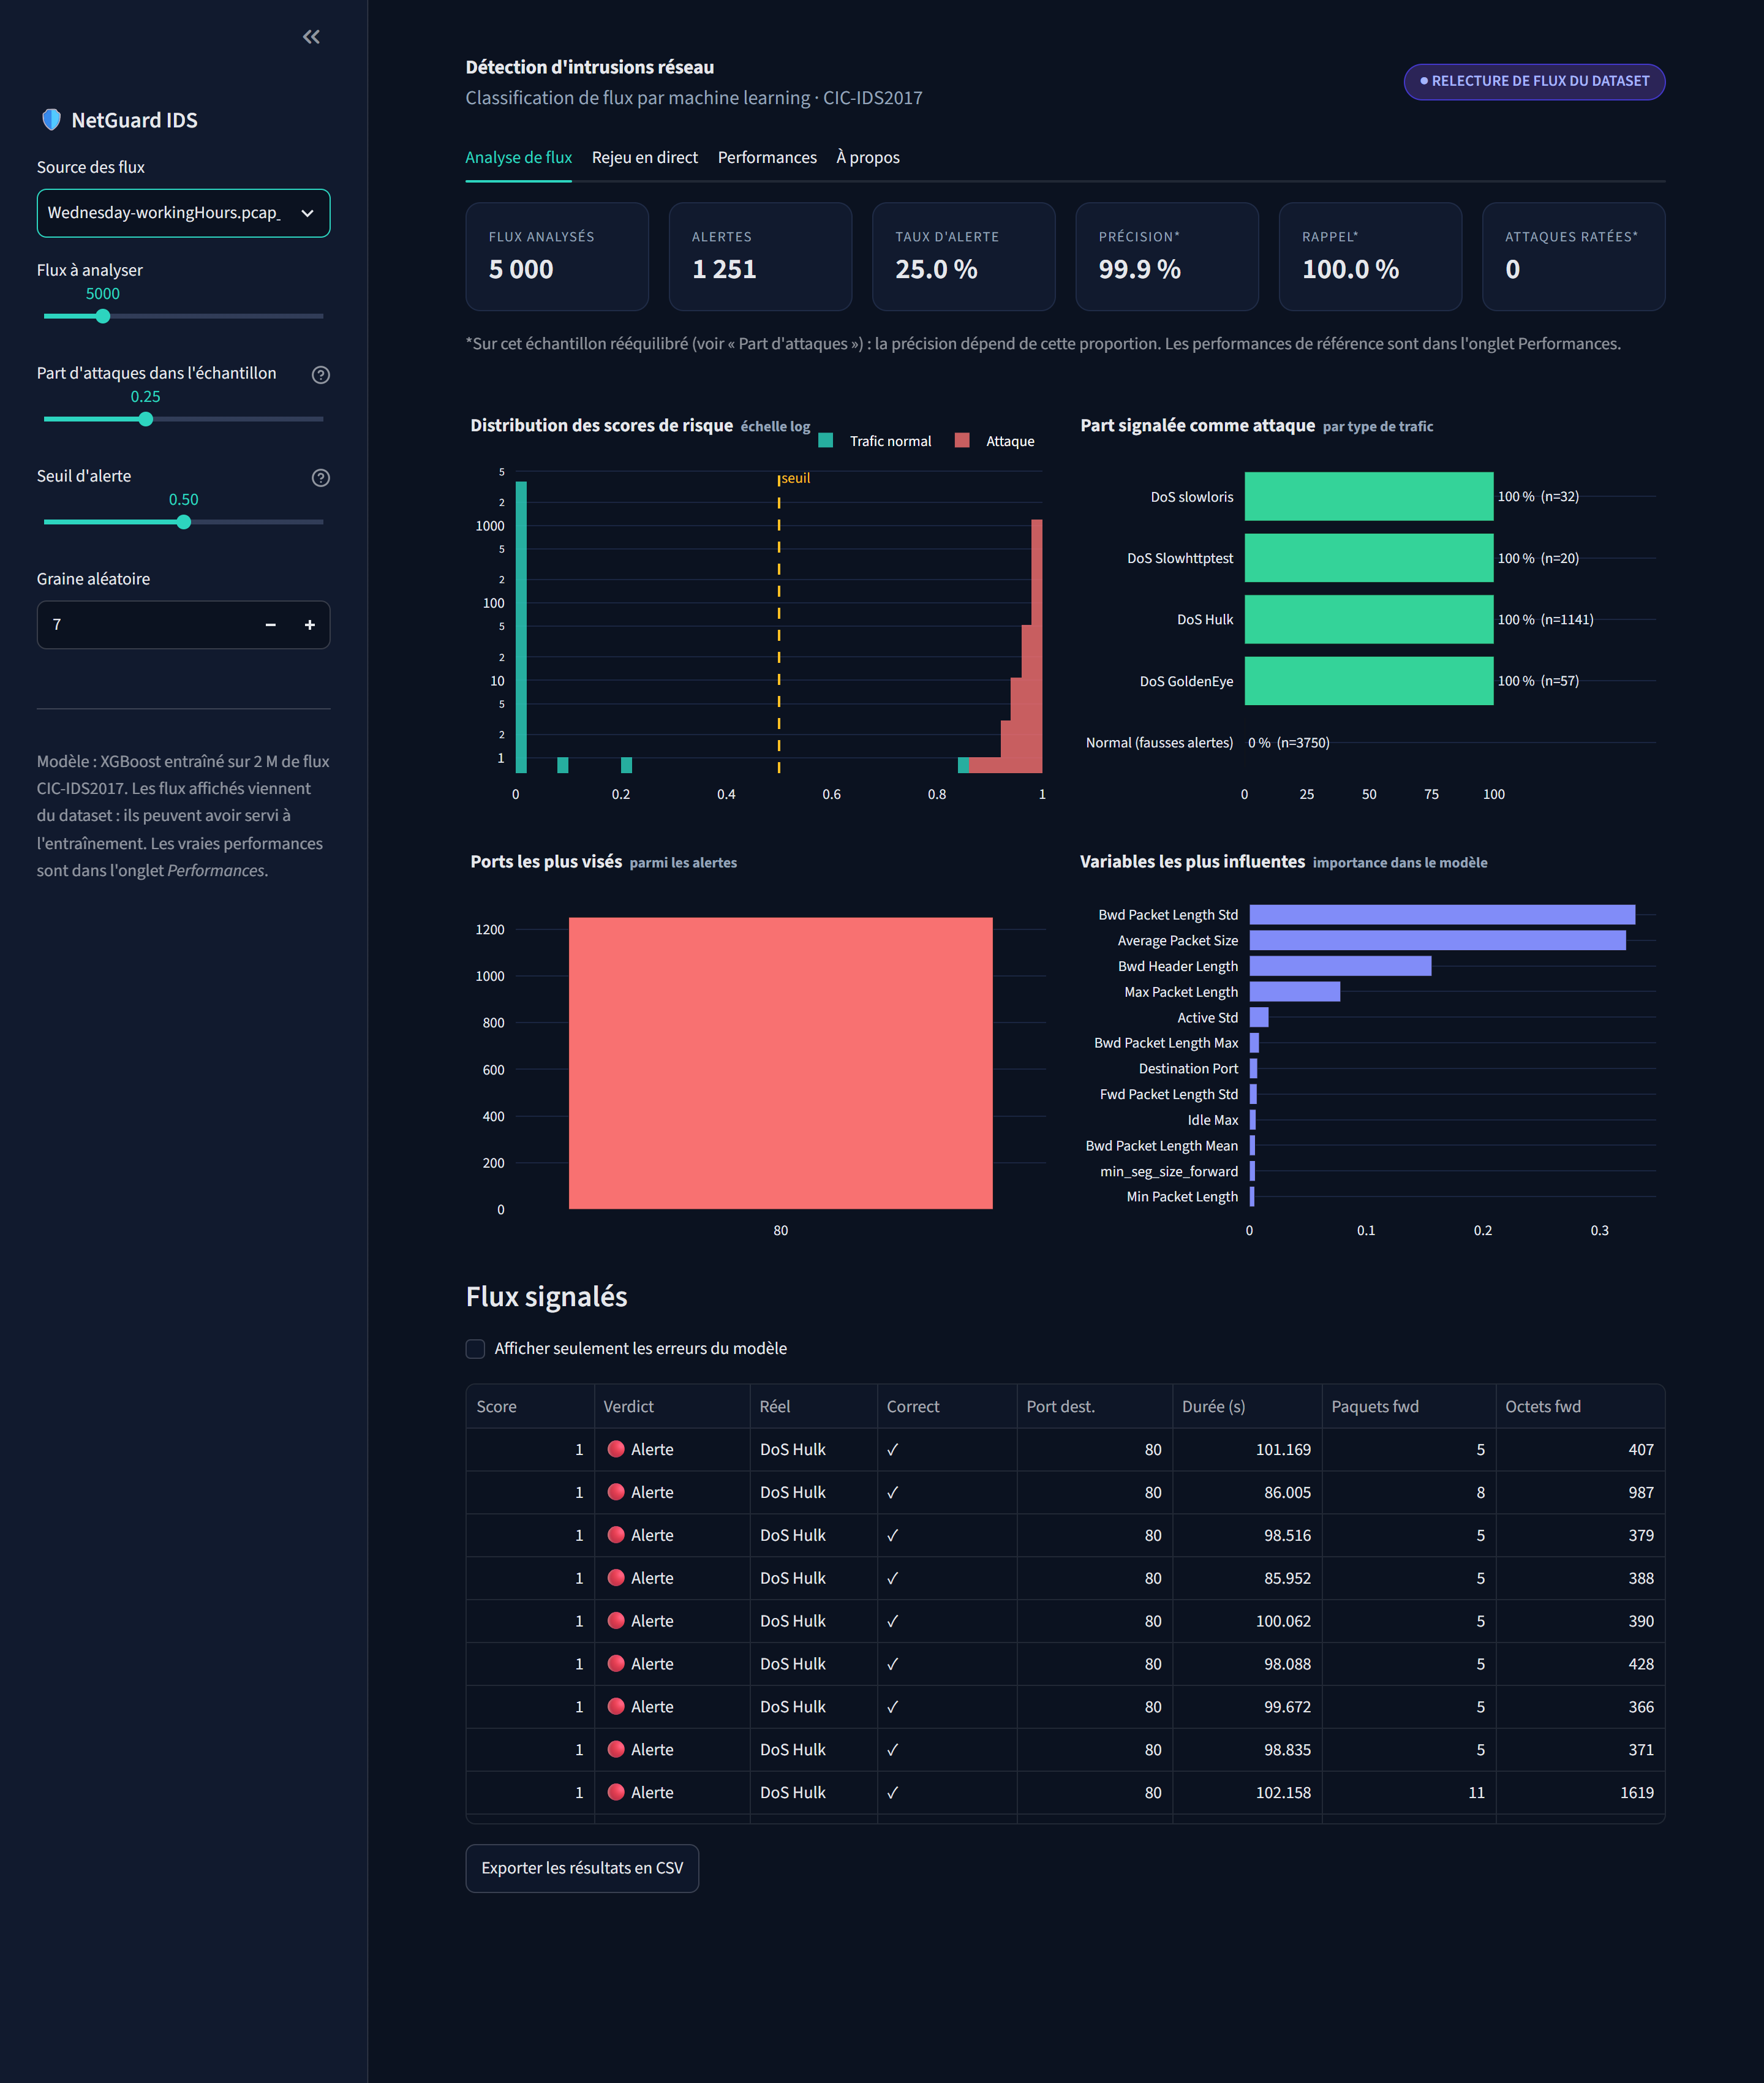 NetGuard IDS
Source des flux
Wednesday-workingHours.pcap_
Flux à analyser
5000
Part d'attaques dans l'échantillon
0.25
Seuil d'alerte
0.50
Graine aléatoire
7
Modèle : XGBoost entraîné sur 2 M de flux
CIC-IDS2017. Les flux affichés viennent
du dataset : ils peuvent avoir servi à
l'entraînement. Les vraies performances
sont dans l'onglet Performances.
Détection d'intrusions réseau
Classification de flux par machine learning · CIC-IDS2017
RELECTURE DE FLUX DU DATASET
Analyse de flux Rejeu en direct Performances À propos
FLUX ANALYSÉS
5 000
ALERTES
1 251
TAUX D'ALERTE
25.0 %
PRÉCISION*
99.9 %
RAPPEL*
100.0 %
ATTAQUES RATÉES*
0
*Sur cet échantillon rééquilibré (voir « Part d'attaques ») : la précision dépend de cette proportion. Les performances de référence sont dans l'onglet Performances.
Distribution des scores de risque échelle log
Trafic normal Attaque
seuil
5
2
1000
5
2
100
5
2
10
5
2
1
0 0.2 0.4 0.6 0.8 1
Part signalée comme attaque par type de trafic
DoS slowloris 100 % (n=32)
DoS Slowhttptest 100 % (n=20)
DoS Hulk 100 % (n=1141)
DoS GoldenEye 100 % (n=57)
Normal (fausses alertes) 0 % (n=3750)
0 25 50 75 100
Ports les plus visés parmi les alertes
1200
1000
800
600
400
200
0
80
Variables les plus influentes importance dans le modèle
Bwd Packet Length Std
Average Packet Size
Bwd Header Length
Max Packet Length
Active Std
Bwd Packet Length Max
Destination Port
Fwd Packet Length Std
Idle Max
Bwd Packet Length Mean
min_seg_size_forward
Min Packet Length
0 0.1 0.2 0.3
Flux signalés
Afficher seulement les erreurs du modèle
Score Verdict Réel Correct Port dest. Durée (s) Paquets fwd Octets fwd
1 Alerte DoS Hulk ✓ 80 101.169 5 407
1 Alerte DoS Hulk ✓ 80 86.005 8 987
1 Alerte DoS Hulk ✓ 80 98.516 5 379
1 Alerte DoS Hulk ✓ 80 85.952 5 388
1 Alerte DoS Hulk ✓ 80 100.062 5 390
1 Alerte DoS Hulk ✓ 80 98.088 5 428
1 Alerte DoS Hulk ✓ 80 99.672 5 366
1 Alerte DoS Hulk ✓ 80 98.835 5 371
1 Alerte DoS Hulk ✓ 80 102.158 11 1619
Exporter les résultats en CSV